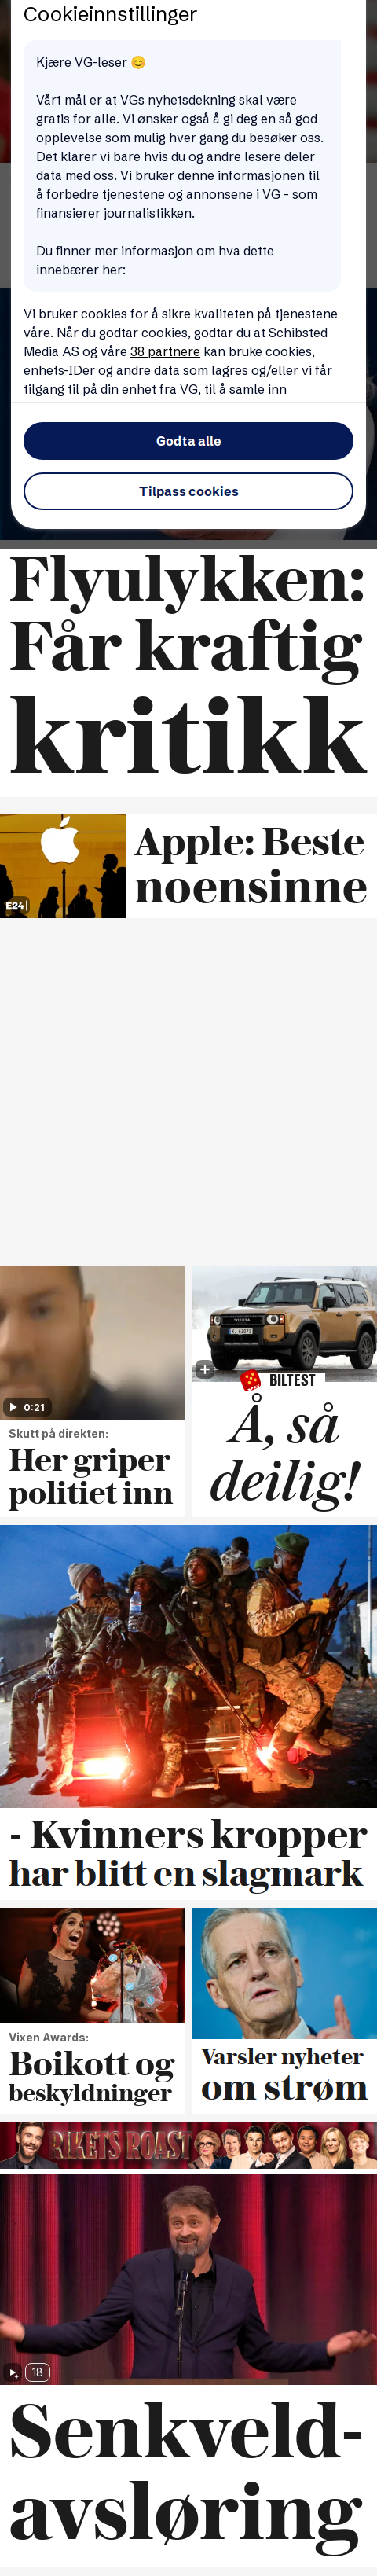 Cookieinnstillinger
Kjære VG-leser 😊
Vårt mål er at VGs nyhetsdekning skal være
gratis for alle. Vi ønsker også å gi deg en så god
opplevelse som mulig hver gang du besøker oss.
Det klarer vi bare hvis du og andre lesere deler
data med oss. Vi bruker denne informasjonen til
å forbedre tjenestene og annonsene i VG - som
finansierer journalistikken.
Du finner mer informasjon om hva dette
innebærer her:
Vi bruker cookies for å sikre kvaliteten på tjenestene
våre. Når du godtar cookies, godtar du at Schibsted
Media AS og våre 38 partnere kan bruke cookies,
enhets-IDer og andre data som lagres og/eller vi får
tilgang til på din enhet fra VG, til å samle inn
Godta alle
Tilpass cookies
Flyulykken:
Får kraftig
kritikk
E24
Apple: Beste
noensinne
0:21
Skutt på direkten:
Her griper
politiet inn
TOYOTA
BILTEST
Å, så
deilig!
- Kvinners kropper
har blitt en slagmark
Vixen Awards:
Boikott og
beskyldninger
Varsler nyheter
om strøm
RIKETS ROAST
18
Senkveld-
avsløring